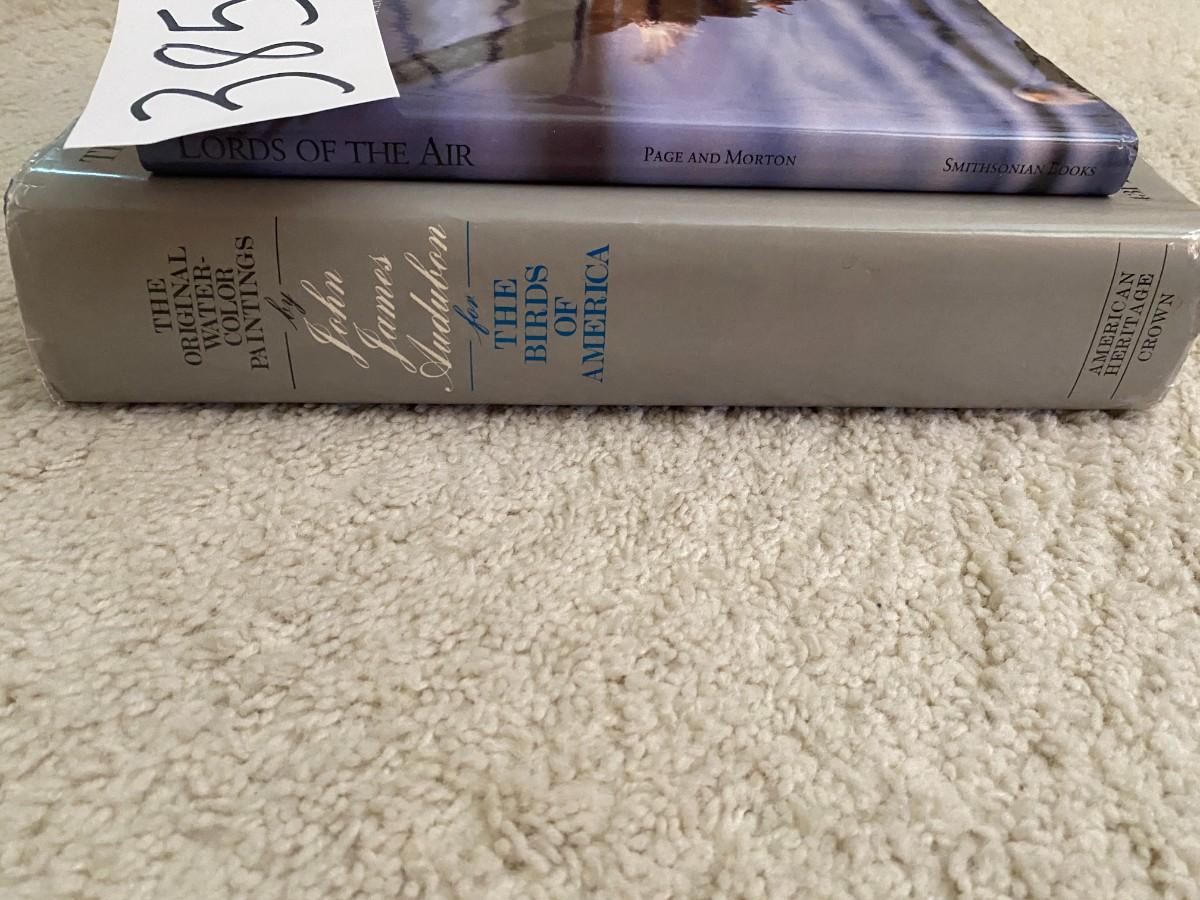 385
LORDS OF THE AIR
PAGE AND MORTON
SMITHSONIAN BOOKS
THE
ORIGINAL
WATER-
COLOR
PAINTINGS
by
John
James
Audubon
for
THE
BIRDS
OF
AMERICA
AMERICAN
HERITAGE
CROWN